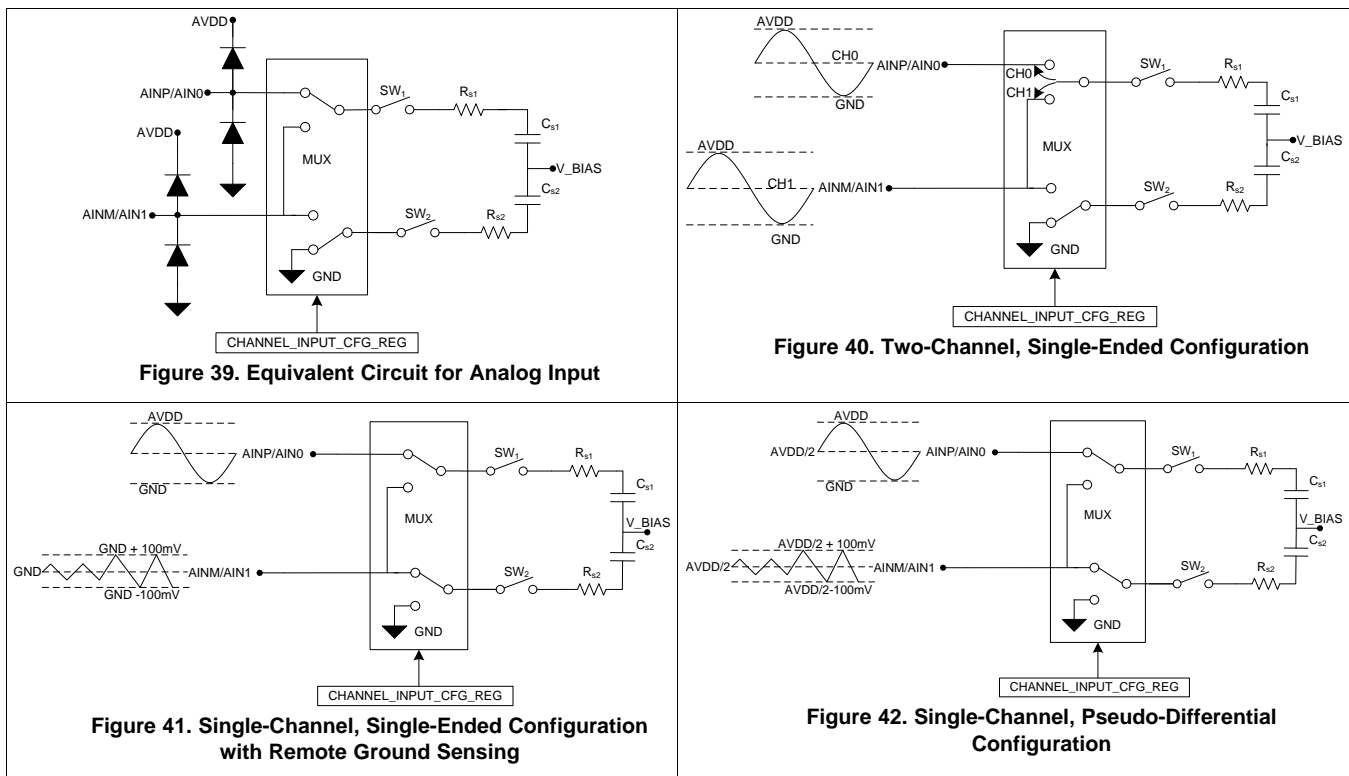 AVDD
AINP/AIN0
AVDD
AINM/AIN1
MUX
GND
SW1
Rs1
Cs1
V_BIAS
Cs2
SW2
Rs2
CHANNEL_INPUT_CFG_REG
Figure 39. Equivalent Circuit for Analog Input
AVDD
CH0
GND
AINP/AIN0
AVDD
CH1
GND
AINM/AIN1
CH0
CH1
MUX
GND
SW1
Rs1
Cs1
V_BIAS
Cs2
SW2
Rs2
CHANNEL_INPUT_CFG_REG
Figure 40. Two-Channel, Single-Ended Configuration
AVDD
GND
AINP/AIN0
GND + 100mV
GND
GND -100mV
AINM/AIN1
MUX
GND
SW1
Rs1
Cs1
V_BIAS
Cs2
SW2
Rs2
CHANNEL_INPUT_CFG_REG
Figure 41. Single-Channel, Single-Ended Configuration
with Remote Ground Sensing
AVDD
AVDD/2
GND
AINP/AIN0
AVDD/2 + 100mV
AVDD/2
AVDD/2-100mV
AINM/AIN1
MUX
GND
SW1
Rs1
Cs1
V_BIAS
Cs2
SW2
Rs2
CHANNEL_INPUT_CFG_REG
Figure 42. Single-Channel, Pseudo-Differential
Configuration